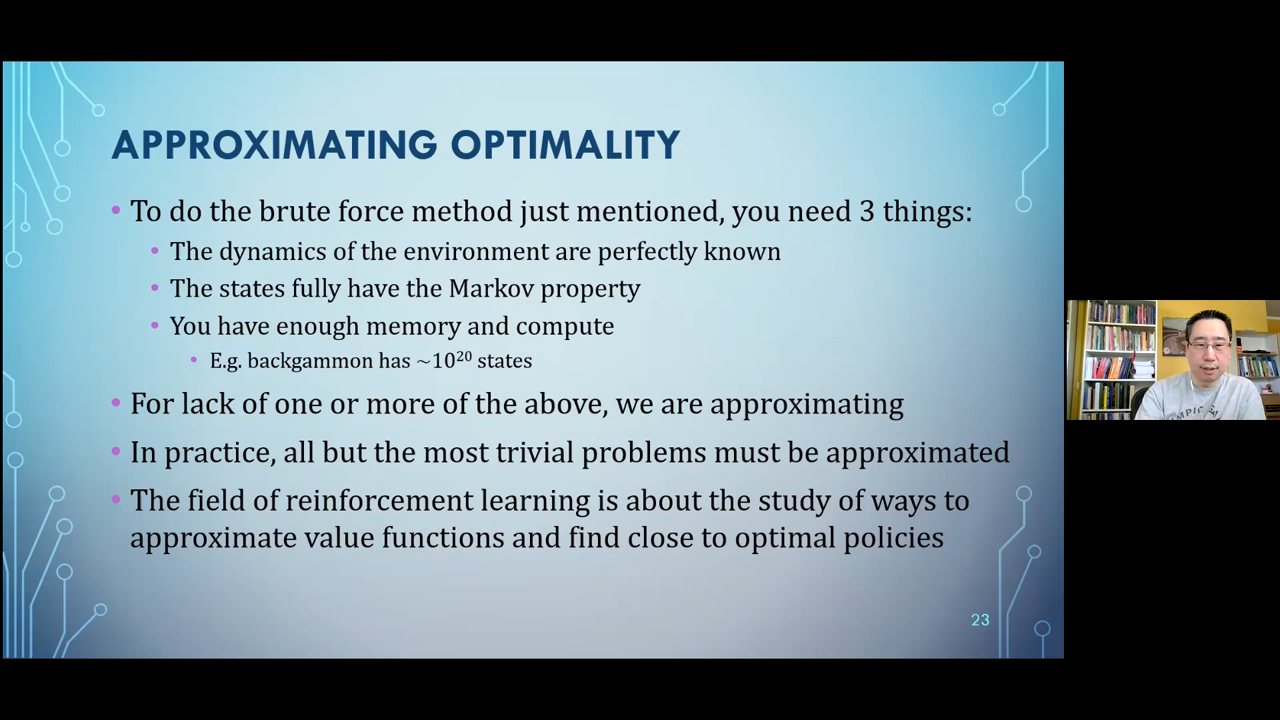 APPROXIMATING OPTIMALITY
• To do the brute force method just mentioned, you need 3 things:
• The dynamics of the environment are perfectly known
• The states fully have the Markov property
• You have enough memory and compute
• E.g. backgammon has ~10²⁰ states
• For lack of one or more of the above, we are approximating
• In practice, all but the most trivial problems must be approximated
• The field of reinforcement learning is about the study of ways to
approximate value functions and find close to optimal policies
23